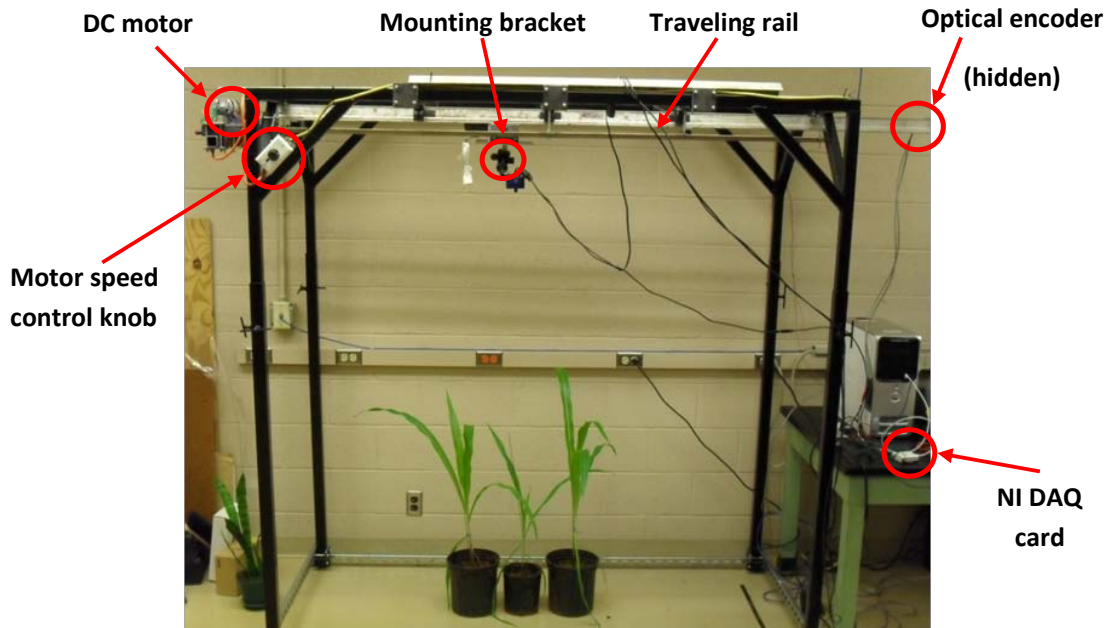 DC motor
Mounting bracket
Traveling rail
Optical encoder
(hidden)
Motor speed
control knob
NI DAQ
card